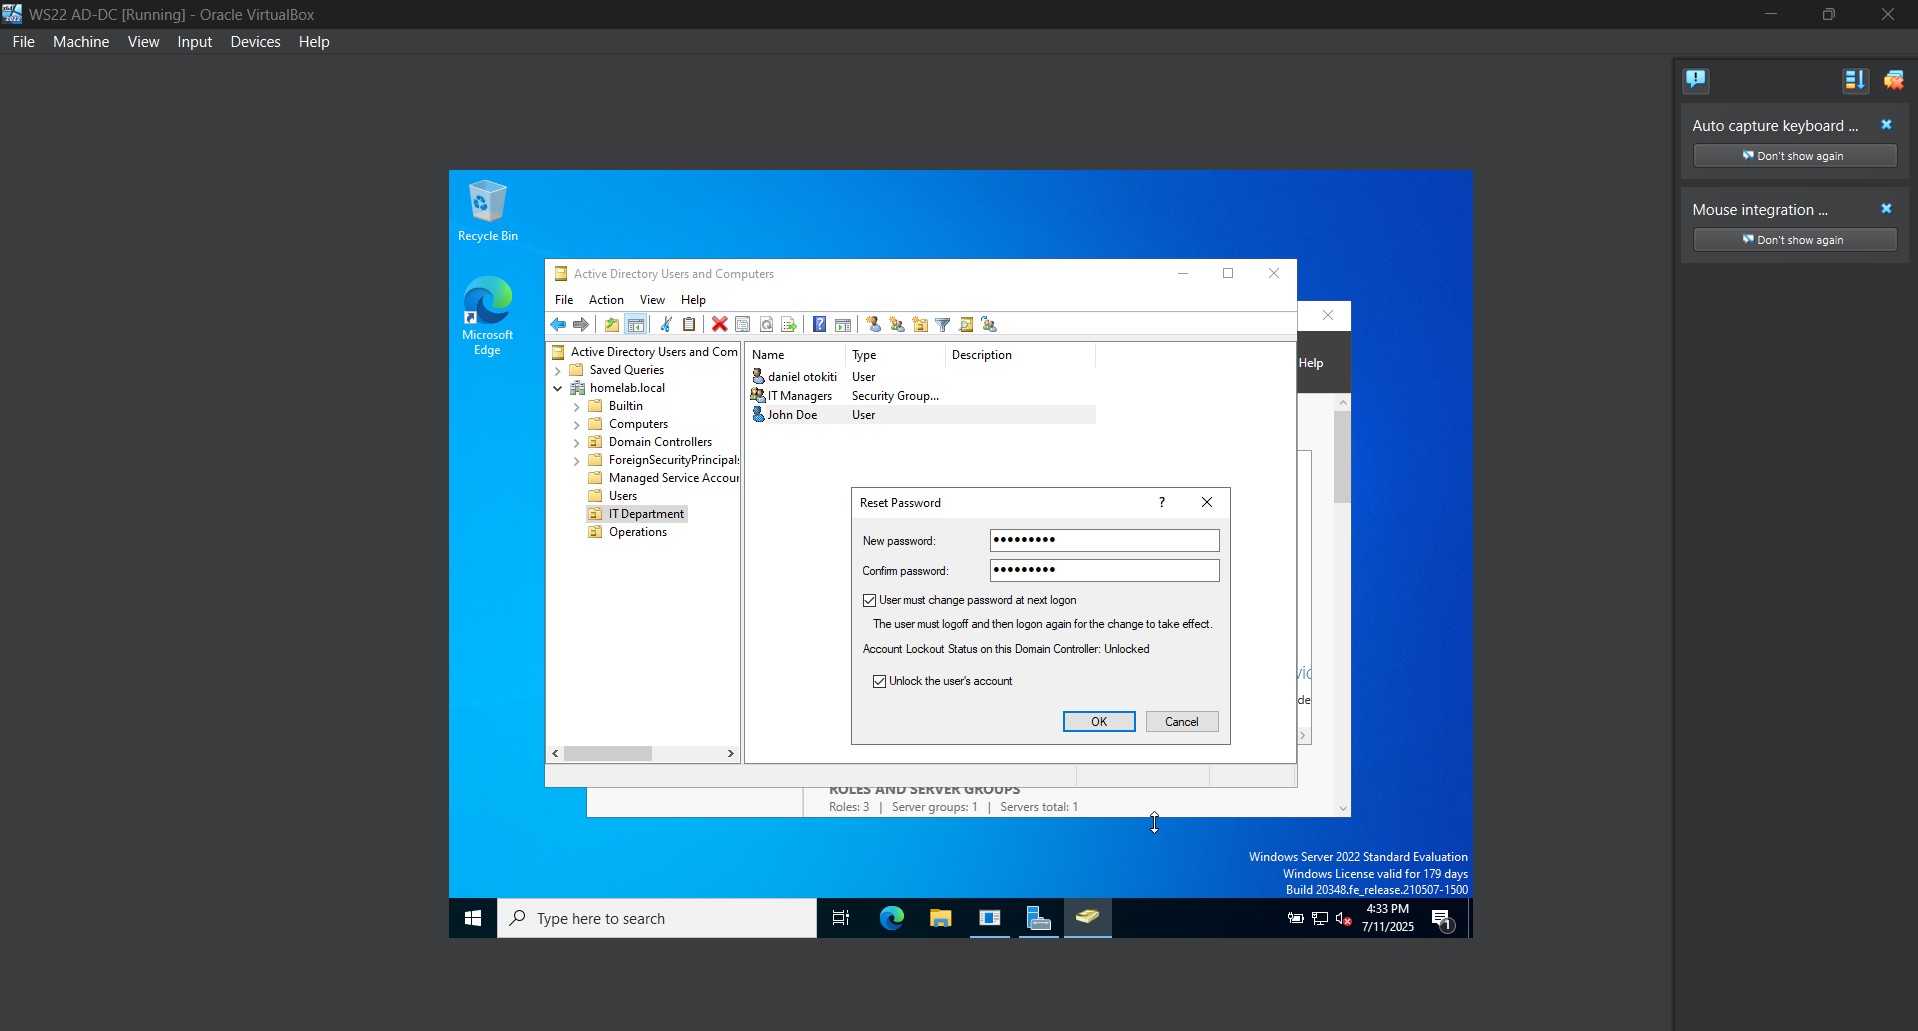 WS22 AD-DC [Running] - Oracle VirtualBox
File Machine View Input Devices Help
Auto capture keyboard ...
Don't show again
Mouse integration ...
Don't show again
Recycle Bin
Microsoft
Edge
Active Directory Users and Computers
File Action View Help
Help
Active Directory Users and Com
Saved Queries
homelab.local
Builtin
Computers
Domain Controllers
ForeignSecurityPrincipal
Managed Service Accou
Users
IT Department
Operations
Name Type Description
daniel otokiti User
IT Managers Security Group...
John Doe User
Reset Password
New password:
Confirm password:
User must change password at next logon
The user must logoff and then logon again for the change to take effect.
Account Lockout Status on this Domain Controller: Unlocked
Unlock the user's account
OK Cancel
vic
de
ROLES AND SERVER GROUPS
Roles: 3 | Server groups: 1 | Servers total: 1
Windows Server 2022 Standard Evaluation
Windows License valid for 179 days
Build 20348.fe_release.210507-1500
Type here to search
4:33 PM
7/11/2025
1